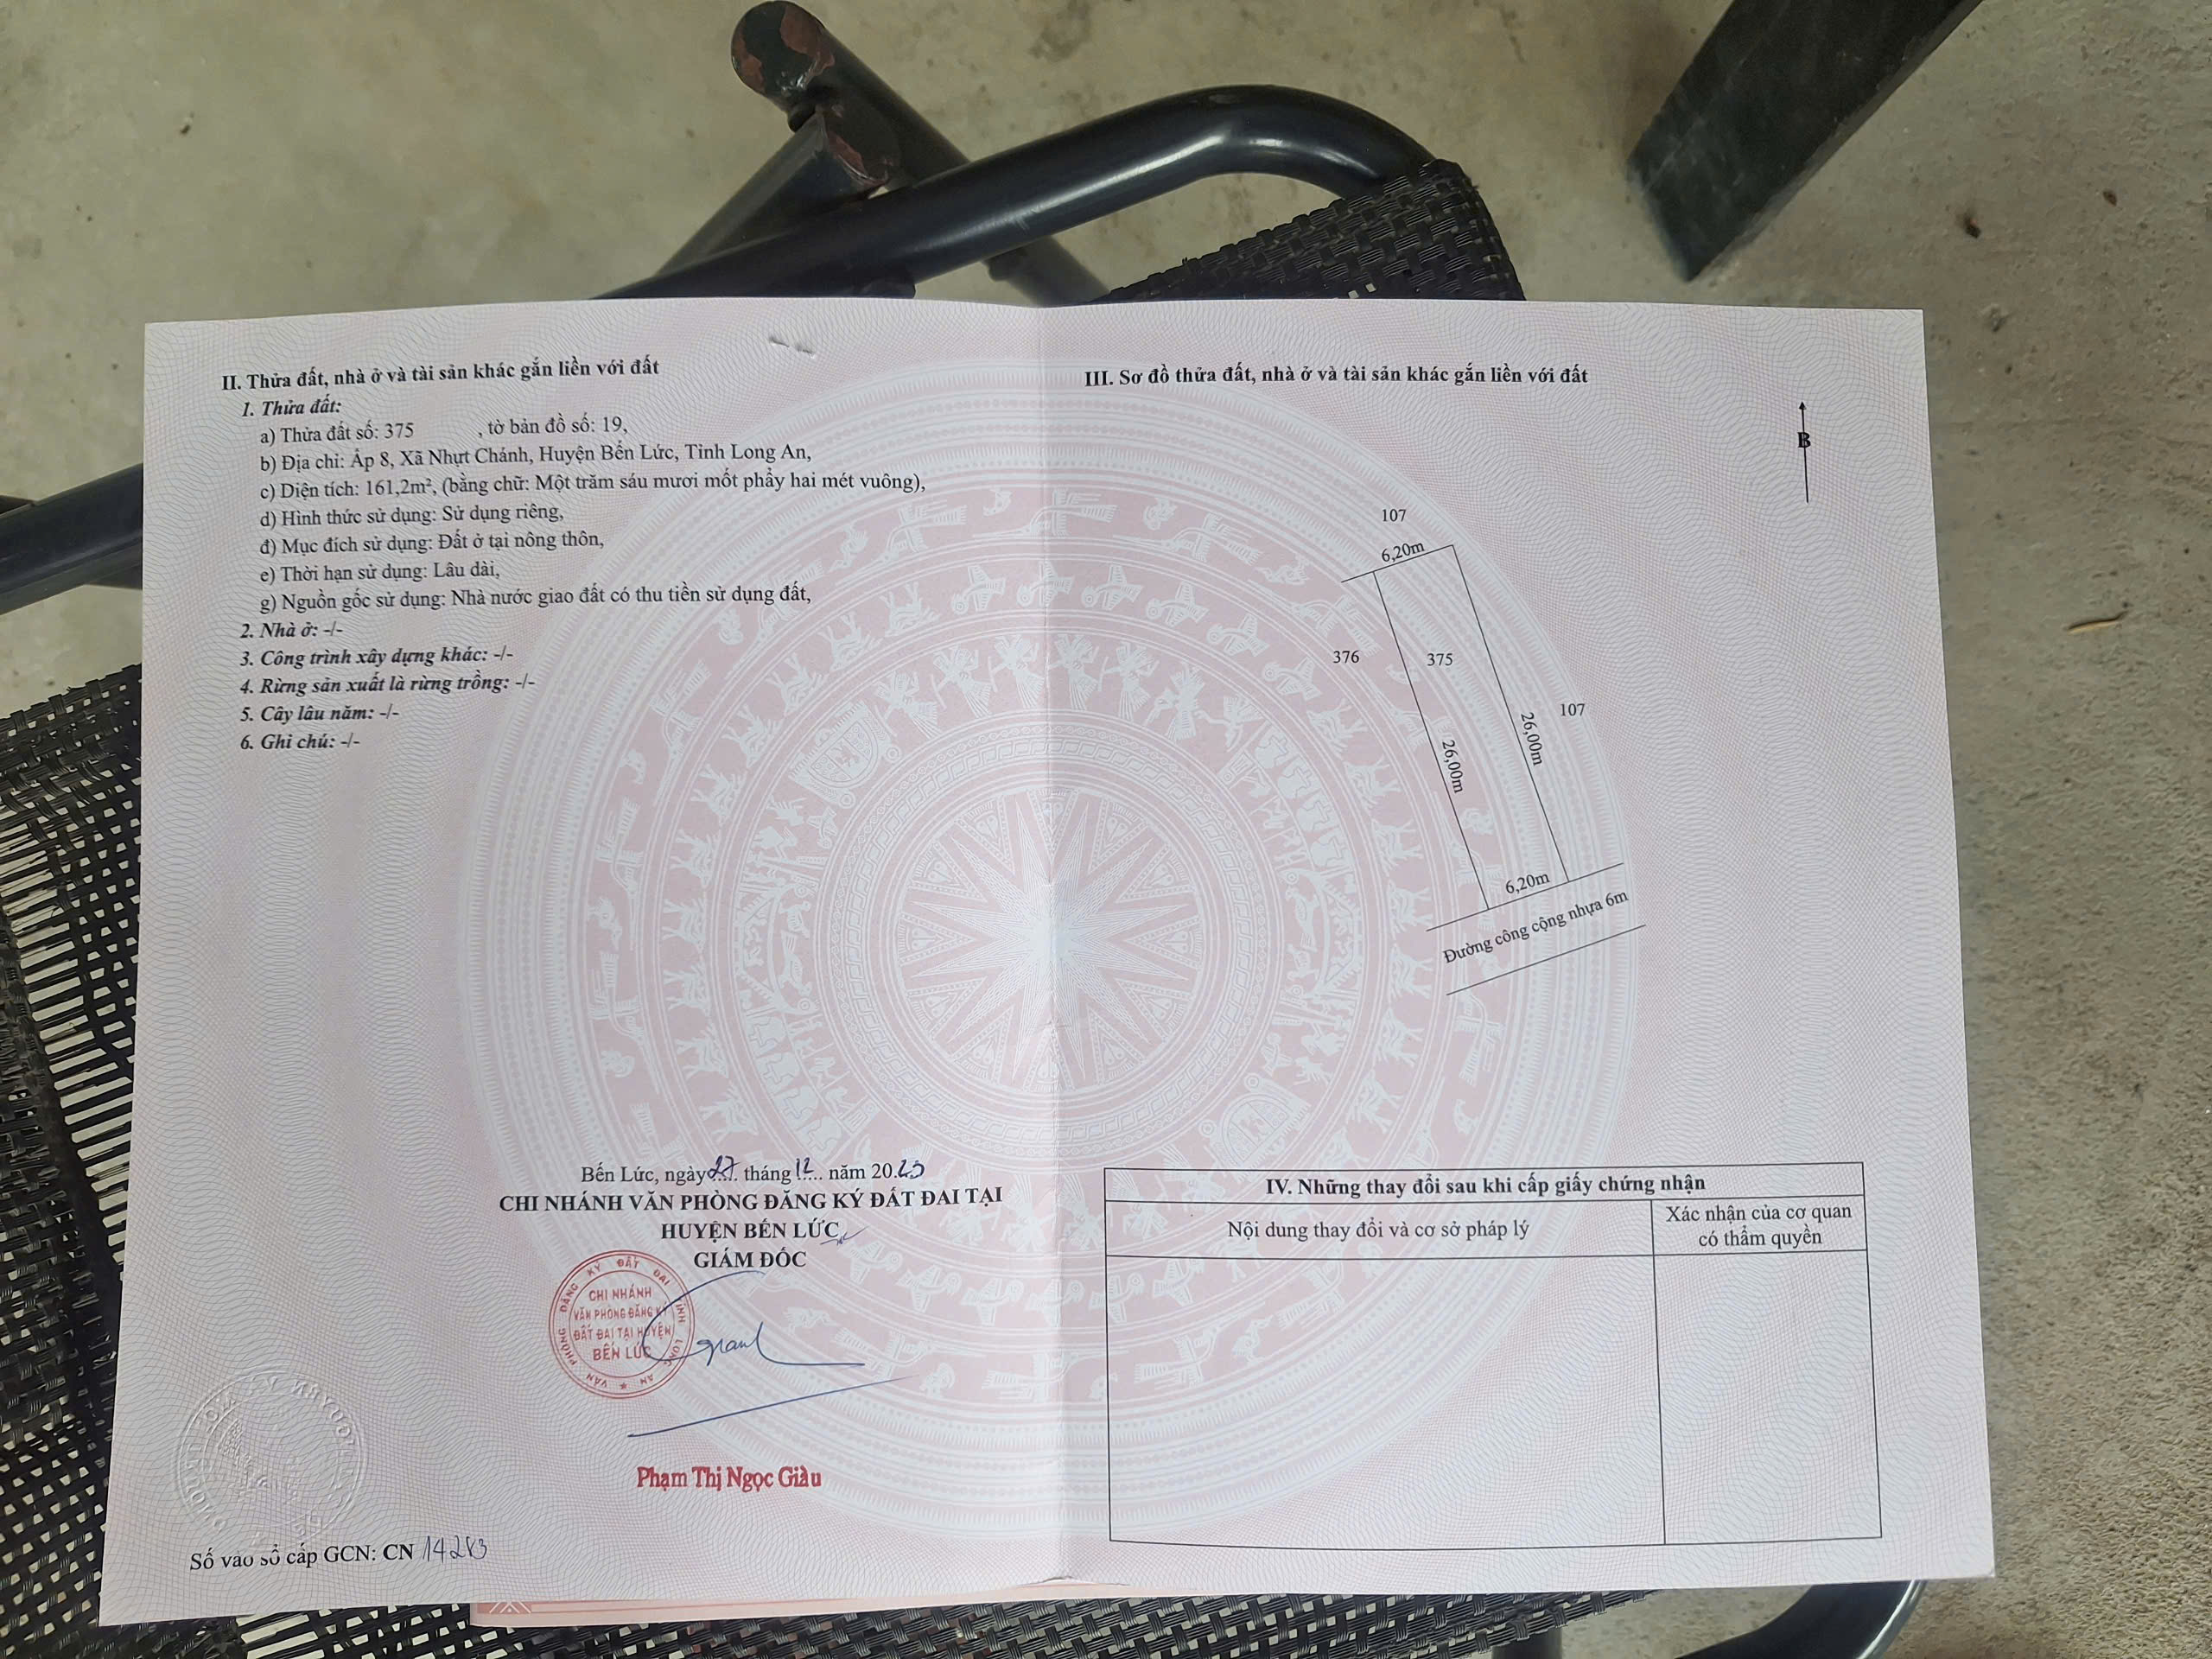 II. Thửa đất, nhà ở và tài sản khác gắn liền với đất
1. Thửa đất:
a) Thửa đất số: 375 , tờ bản đồ số: 19,
b) Địa chỉ: Ấp 8, Xã Nhựt Chánh, Huyện Bến Lức, Tỉnh Long An,
c) Diện tích: 161,2m², (bằng chữ: Một trăm sáu mươi mốt phẩy hai mét vuông),
d) Hình thức sử dụng: Sử dụng riêng,
đ) Mục đích sử dụng: Đất ở tại nông thôn,
e) Thời hạn sử dụng: Lâu dài,
g) Nguồn gốc sử dụng: Nhà nước giao đất có thu tiền sử dụng đất,
2. Nhà ở: -/-
3. Công trình xây dựng khác: -/-
4. Rừng sản xuất là rừng trồng: -/-
5. Cây lâu năm: -/-
6. Ghi chú: -/-
Bến Lức, ngày 27 tháng 12 năm 2023
CHI NHÁNH VĂN PHÒNG ĐĂNG KÝ ĐẤT ĐAI TẠI
HUYỆN BẾN LỨC
GIÁM ĐỐC
VĂN PHÒNG ĐĂNG KÝ ĐẤT ĐAI TỈNH LONG AN
CHI NHÁNH
VĂN PHÒNG ĐĂNG KÝ
ĐẤT ĐAI TẠI HUYỆN
BẾN LỨC
Phạm Thị Ngọc Giàu
Số vào sổ cấp GCN: CN 14283
III. Sơ đồ thửa đất, nhà ở và tài sản khác gắn liền với đất
B
107
6,20m
376
375
107
26,00m
26,00m
6,20m
Đường công cộng nhựa 6m
IV. Những thay đổi sau khi cấp giấy chứng nhận
Nội dung thay đổi và cơ sở pháp lý
Xác nhận của cơ quan
có thẩm quyền